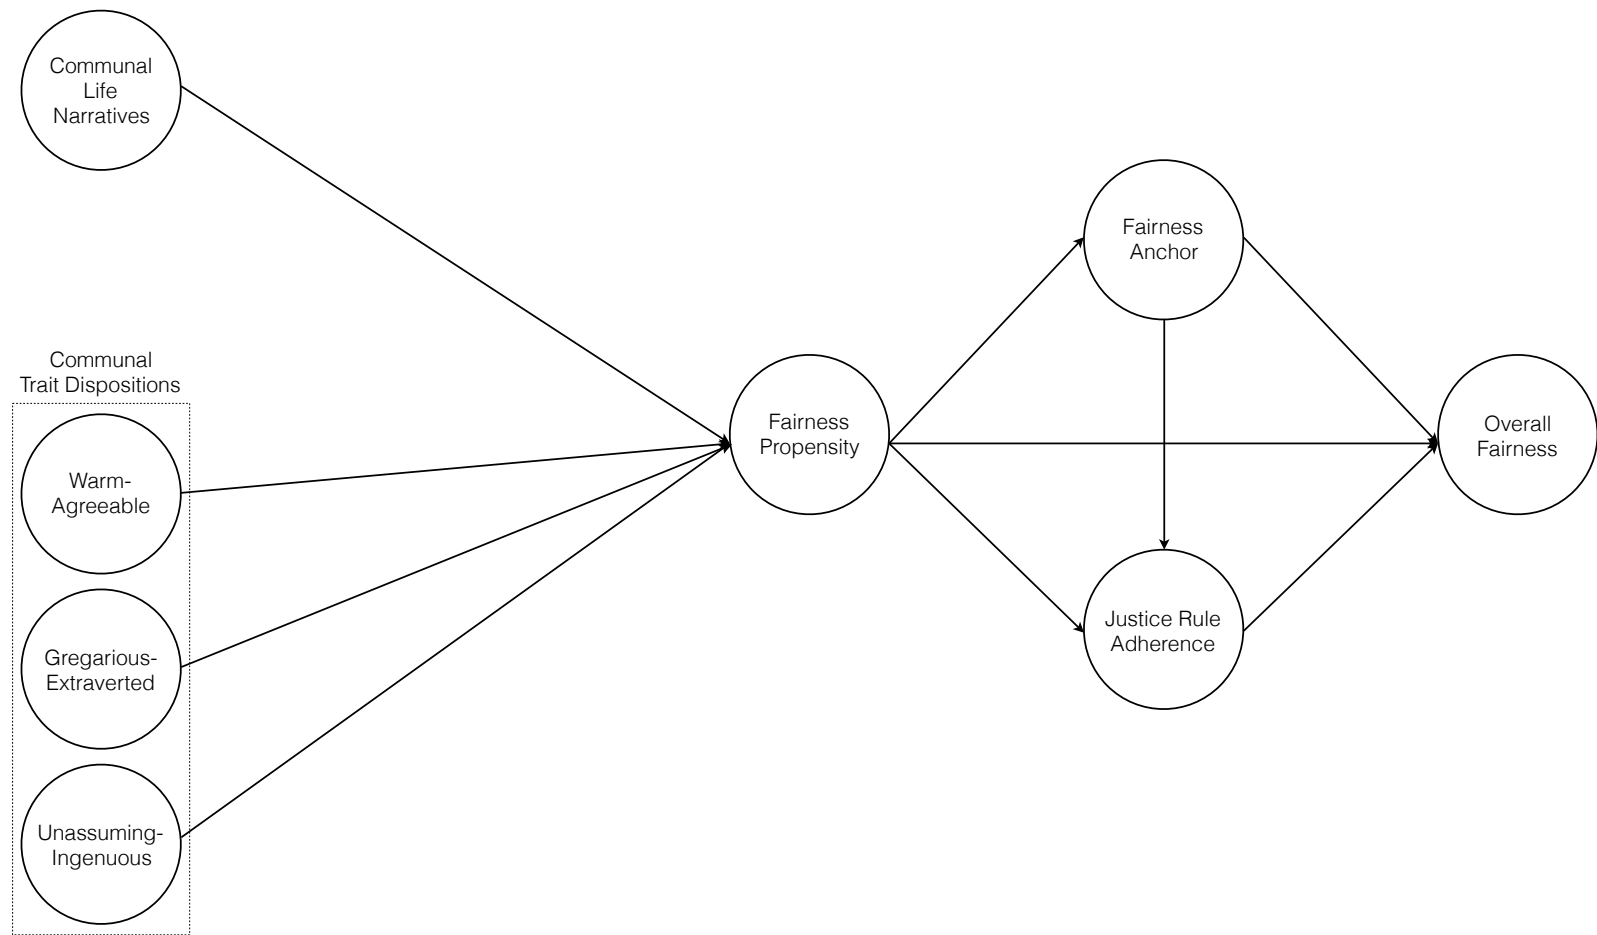 Communal
Life
Narratives
Communal
Trait Dispositions
Warm-
Agreeable
Gregarious-
Extraverted
Unassuming-
Ingenuous
Fairness
Propensity
Fairness
Anchor
Justice Rule
Adherence
Overall
Fairness